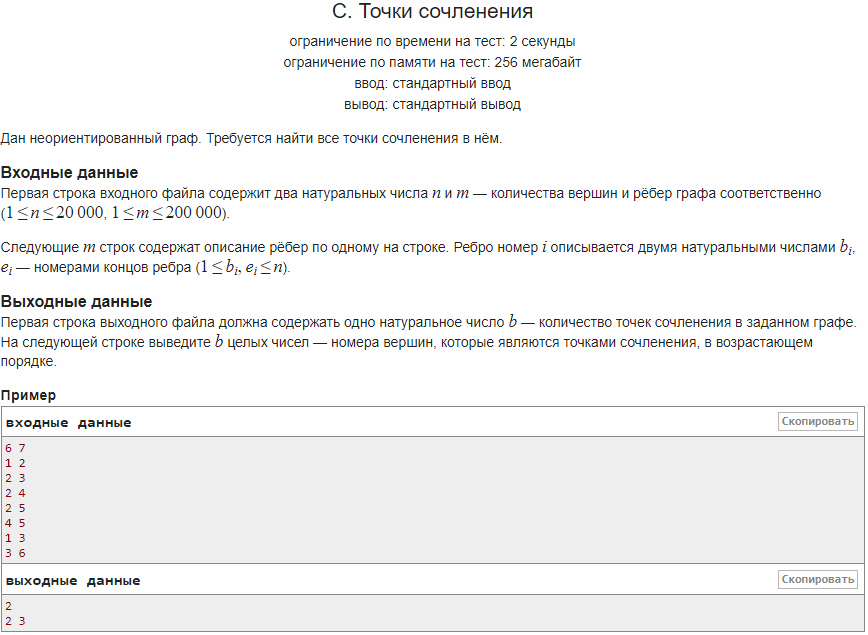 C. Точки сочленения
ограничение по времени на тест: 2 секунды
ограничение по памяти на тест: 256 мегабайт
ввод: стандартный ввод
вывод: стандартный вывод
Дан неориентированный граф. Требуется найти все точки сочленения в нём.
Входные данные
Первая строка входного файла содержит два натуральных числа n и m — количества вершин и рёбер графа соответственно
(1 ≤ n ≤ 20 000, 1 ≤ m ≤ 200 000).
Следующие m строк содержат описание рёбер по одному на строке. Ребро номер i описывается двумя натуральными числами bᵢ,
eᵢ — номерами концов ребра (1 ≤ bᵢ, eᵢ ≤ n).
Выходные данные
Первая строка выходного файла должна содержать одно натуральное число b — количество точек сочленения в заданном графе.
На следующей строке выведите b целых чисел — номера вершин, которые являются точками сочленения, в возрастающем
порядке.
Пример
входные данные Скопировать
6 7
1 2
2 3
2 4
2 5
4 5
1 3
3 6
выходные данные Скопировать
2
2 3